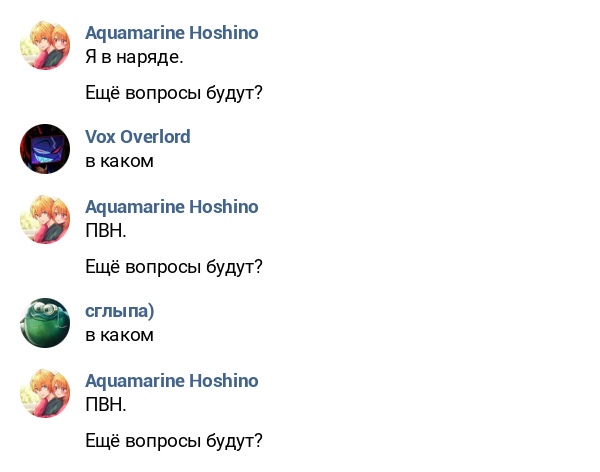 Aquamarine Hoshino
Я в наряде.
Ещё вопросы будут?
Vox Overlord
в каком
Aquamarine Hoshino
ПВН.
Ещё вопросы будут?
сглыпа)
в каком
Aquamarine Hoshino
ПВН.
Ещё вопросы будут?